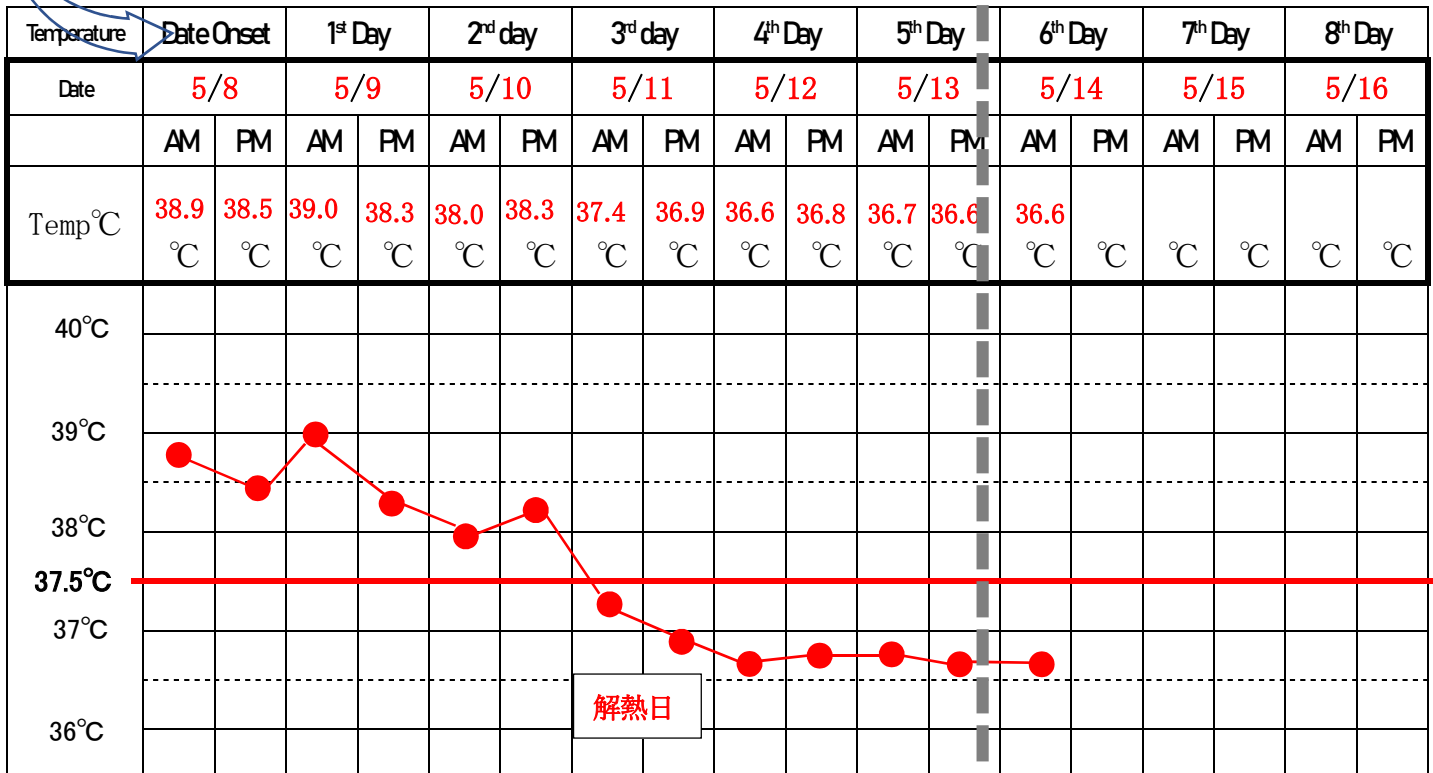 Temperature Date Onset 1st Day 2nd day 3rd day 4th Day 5th Day 6th Day 7th Day 8th Day
Date 5/8 5/9 5/10 5/11 5/12 5/13 5/14 5/15 5/16
AM PM AM PM AM PM AM PM AM PM AM PM AM PM AM PM AM PM
Temp℃ 38.9 38.5 39.0 38.3 38.0 38.3 37.4 36.9 36.6 36.8 36.7 36.6 36.6
℃ ℃ ℃ ℃ ℃ ℃ ℃ ℃ ℃ ℃ ℃ ℃ ℃ ℃ ℃ ℃ ℃ ℃
40℃
39℃
38℃
37.5℃
37℃
解熱日
36℃